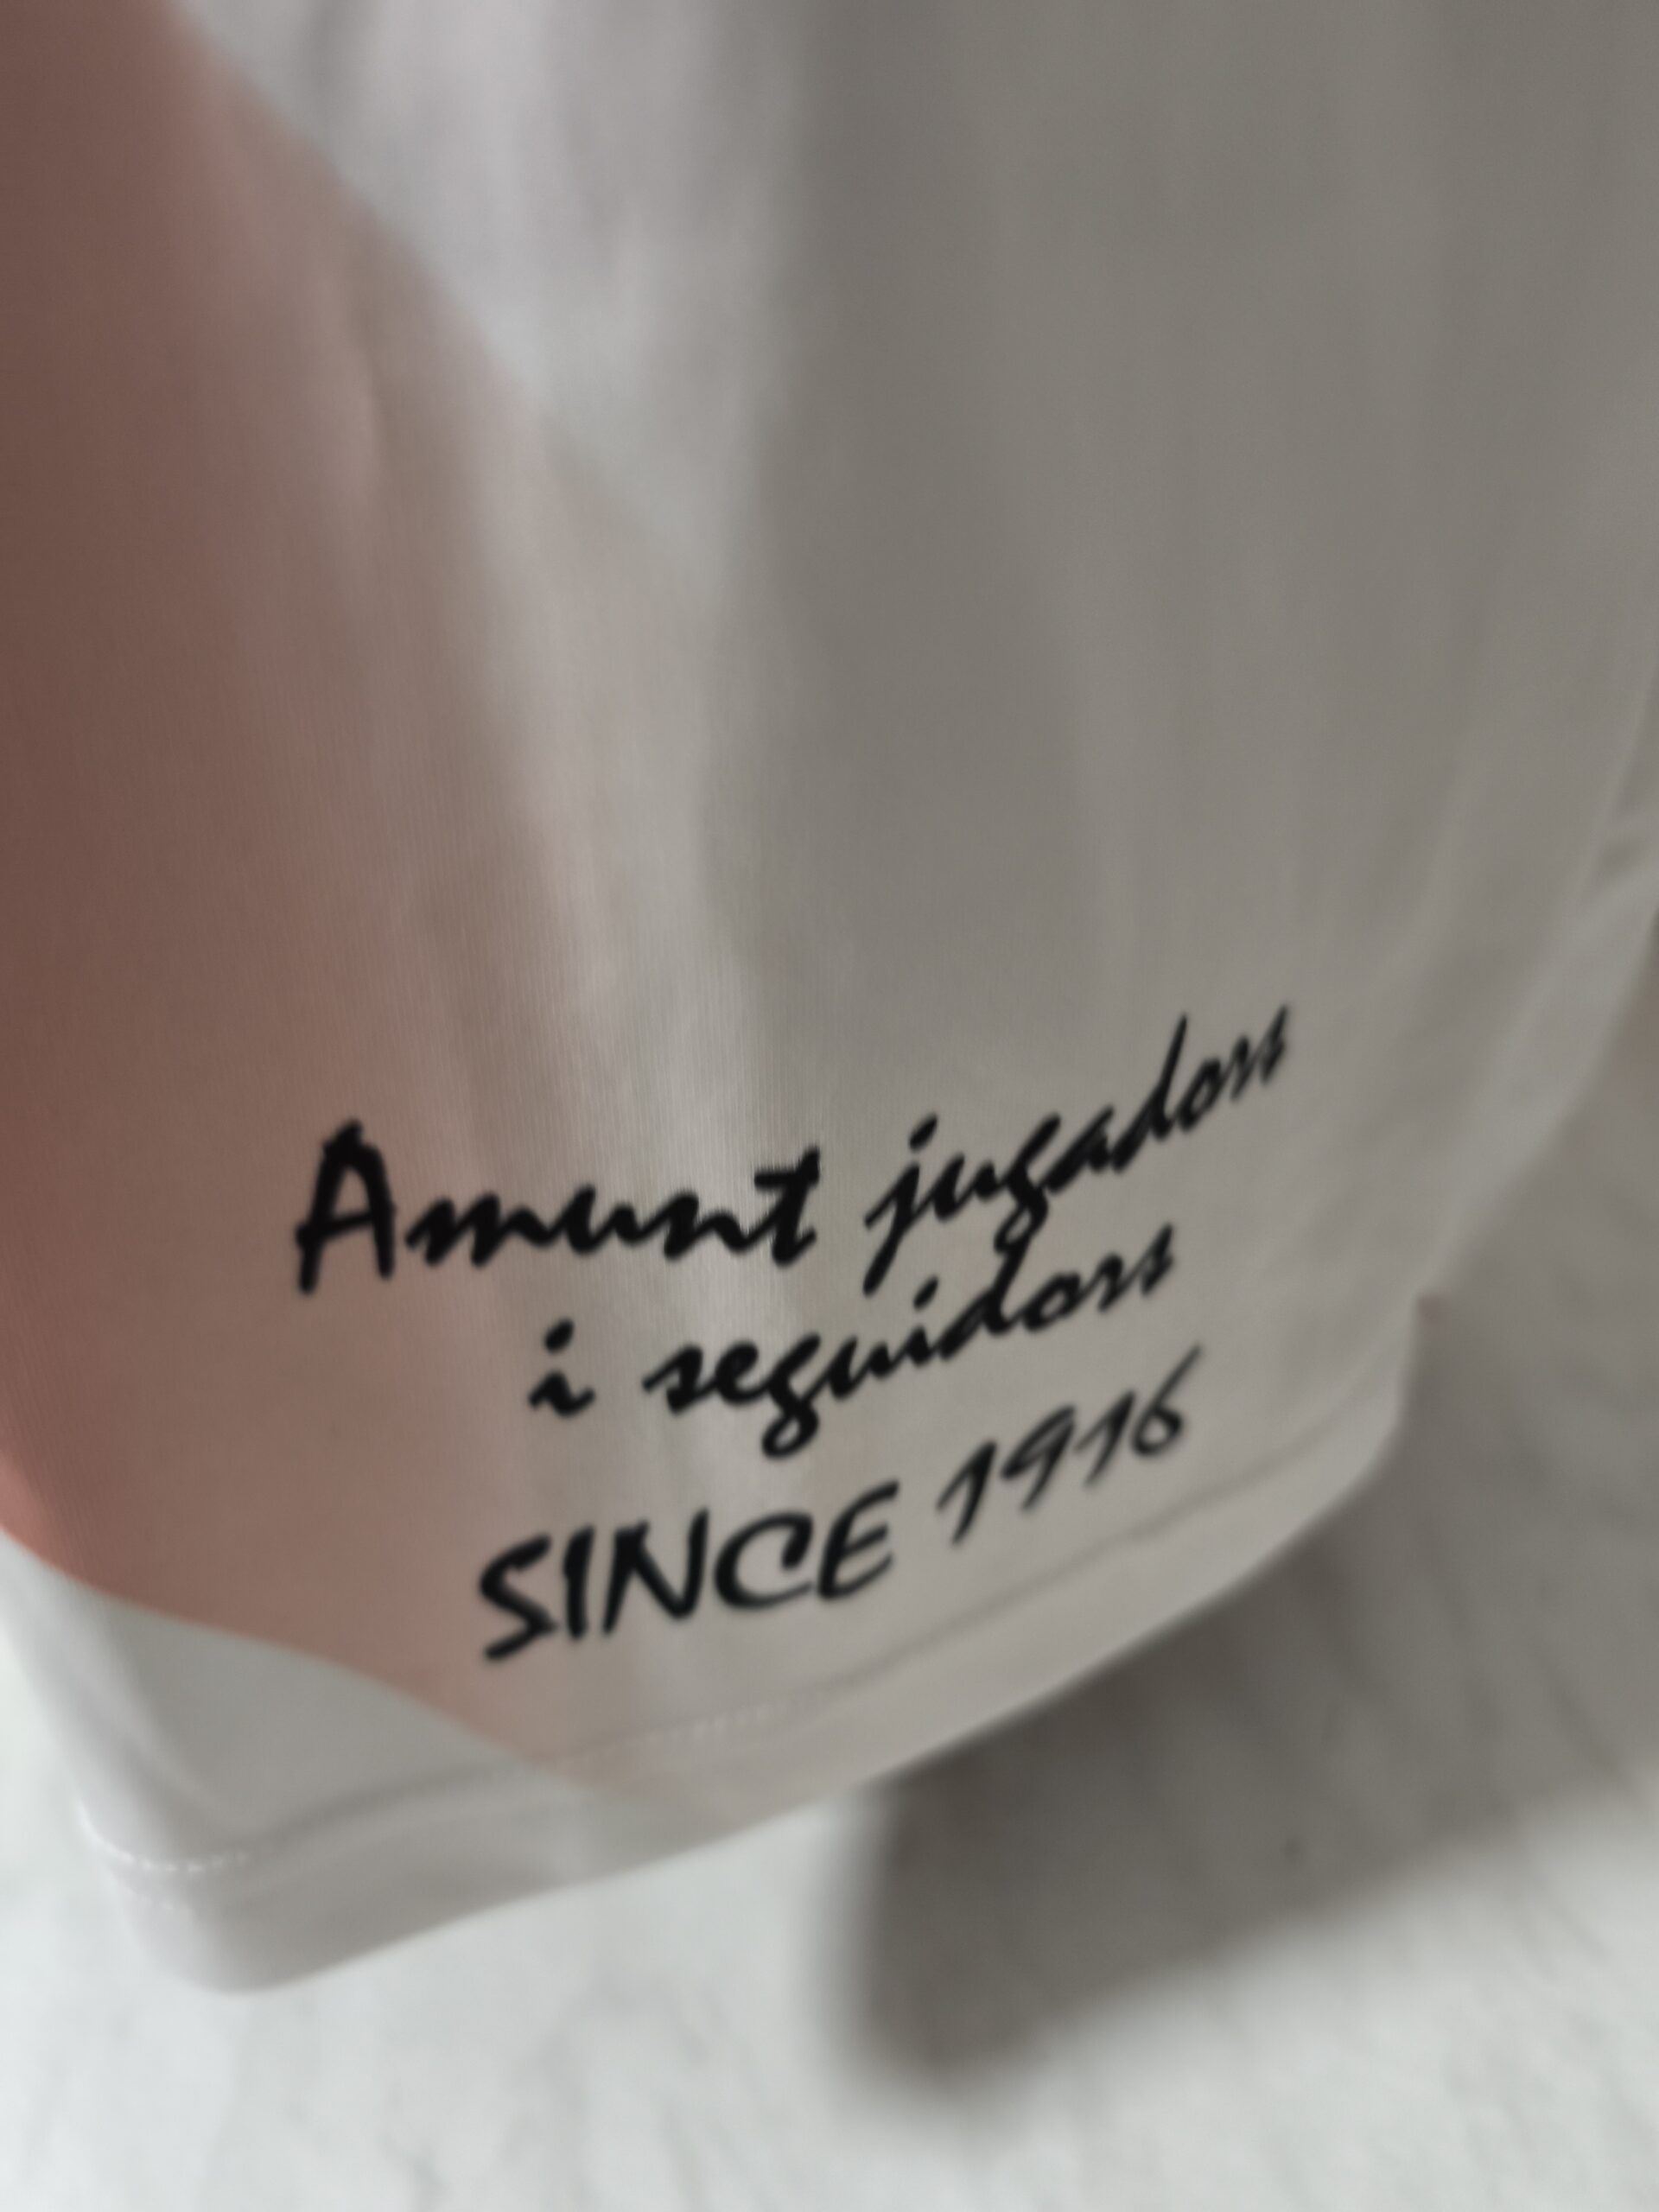 Amunt jugadors
i seguidors
SINCE 1916